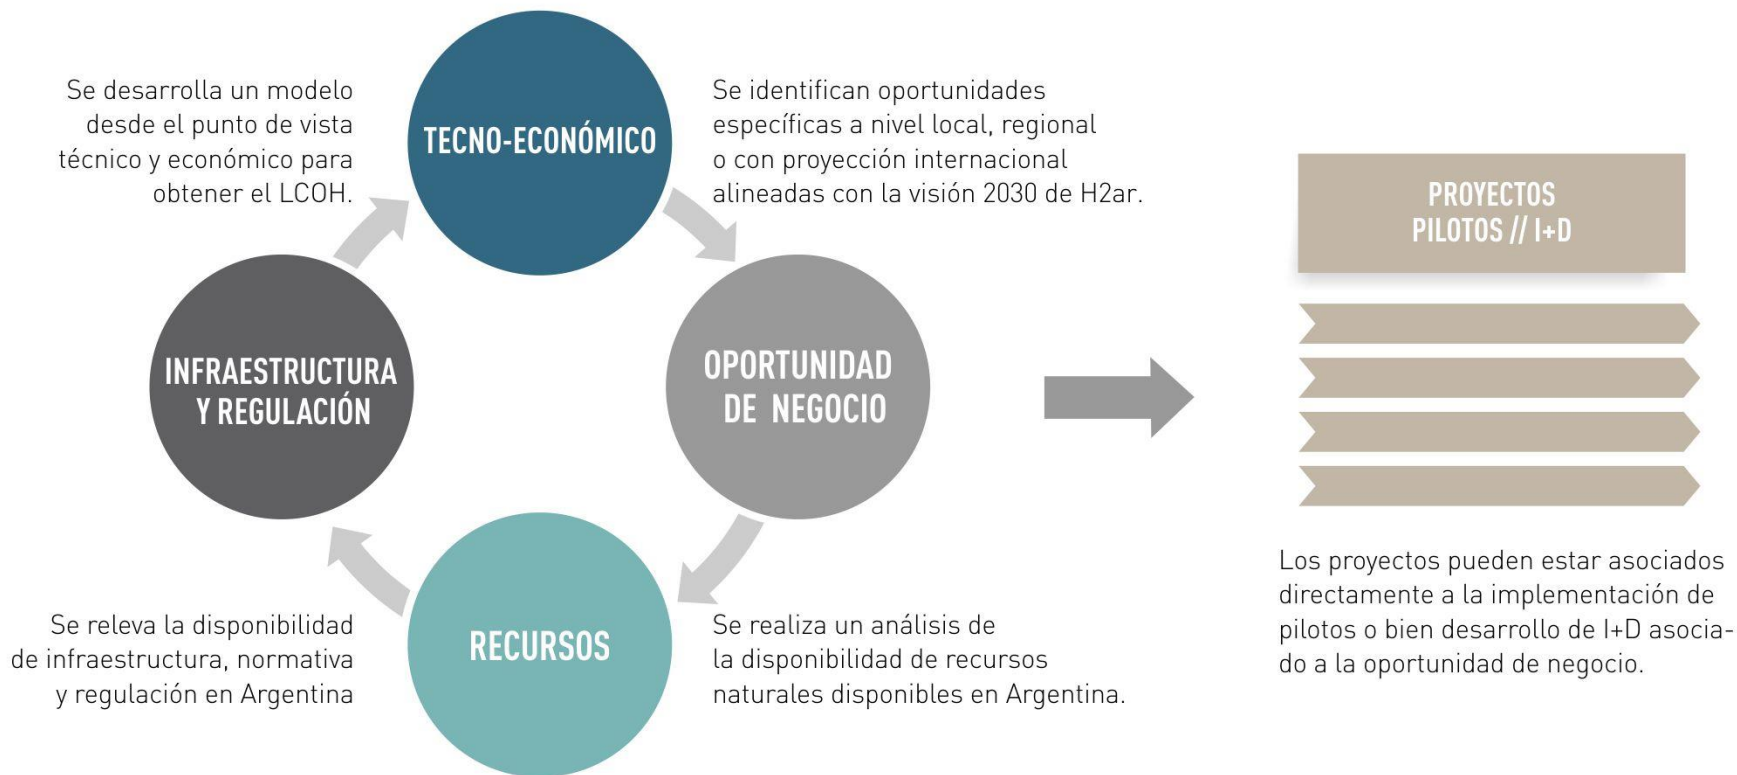 Se desarrolla un modelo
desde el punto de vista
técnico y económico para
obtener el LCOH.
TECNO-ECONÓMICO
Se identifican oportunidades
específicas a nivel local, regional
o con proyección internacional
alineadas con la visión 2030 de H2ar.
INFRAESTRUCTURA
Y REGULACIÓN
OPORTUNIDAD
DE NEGOCIO
Se releva la disponibilidad
de infraestructura, normativa
y regulación en Argentina
RECURSOS
Se realiza un análisis de
la disponibilidad de recursos
naturales disponibles en Argentina.
PROYECTOS
PILOTOS // I+D
Los proyectos pueden estar asociados
directamente a la implementación de
pilotos o bien desarrollo de I+D asocia-
do a la oportunidad de negocio.